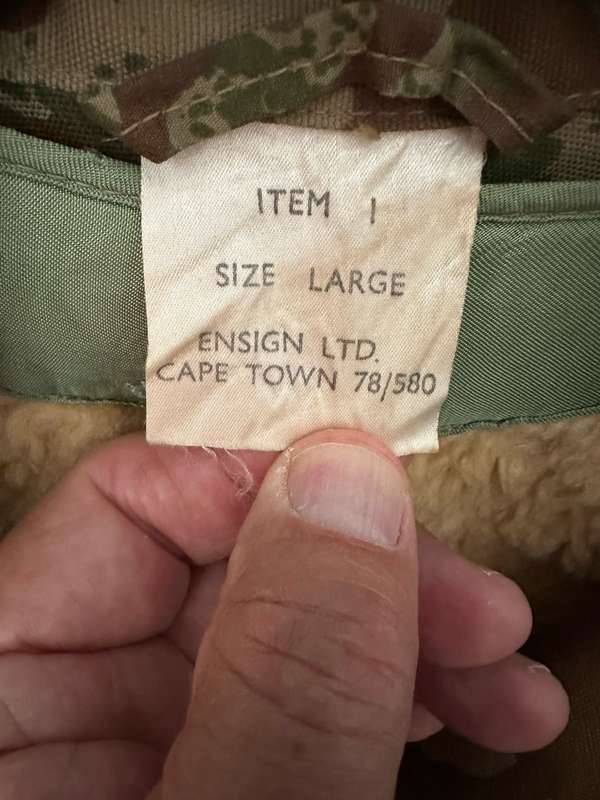 ITEM 1
SIZE LARGE
ENSIGN LTD.
CAPE TOWN 78/580